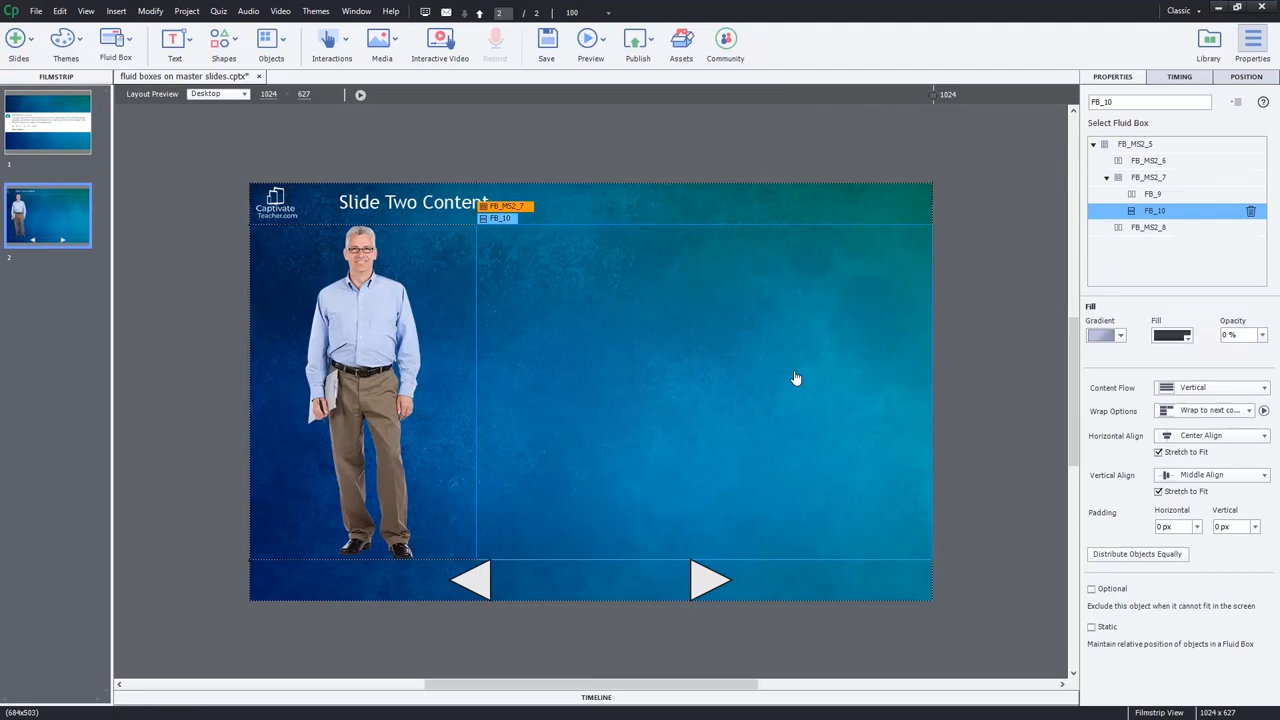 Cp File Edit View Insert Modify Project Quiz Audio Video Themes Window Help 2 / 2 100 Classic
Slides Themes Fluid Box Text Shapes Objects Interactions Media Interactive Video Record Save Preview Publish Assets Community Library Properties
FILMSTRIP fluid boxes on master slides.cptx* × PROPERTIES TIMING POSITION
Layout Preview Desktop 1024 × 627 1024
FB_10
Select Fluid Box
FB_MS2_5
FB_MS2_6
FB_MS2_7
FB_9
FB_10
FB_MS2_8
1
2
Captivate
Teacher.com
Slide Two Content
FB_MS2_7
FB_10
Fill
Gradient Fill Opacity
0 %
Content Flow Vertical
Wrap Options Wrap to next co...
Horizontal Align Center Align
Stretch to Fit
Vertical Align Middle Align
Stretch to Fit
Padding Horizontal Vertical
0 px 0 px
Distribute Objects Equally
Optional
Exclude this object when it cannot fit in the screen
Static
Maintain relative position of objects in a Fluid Box
TIMELINE
(684x503) Filmstrip View 1024 x 627